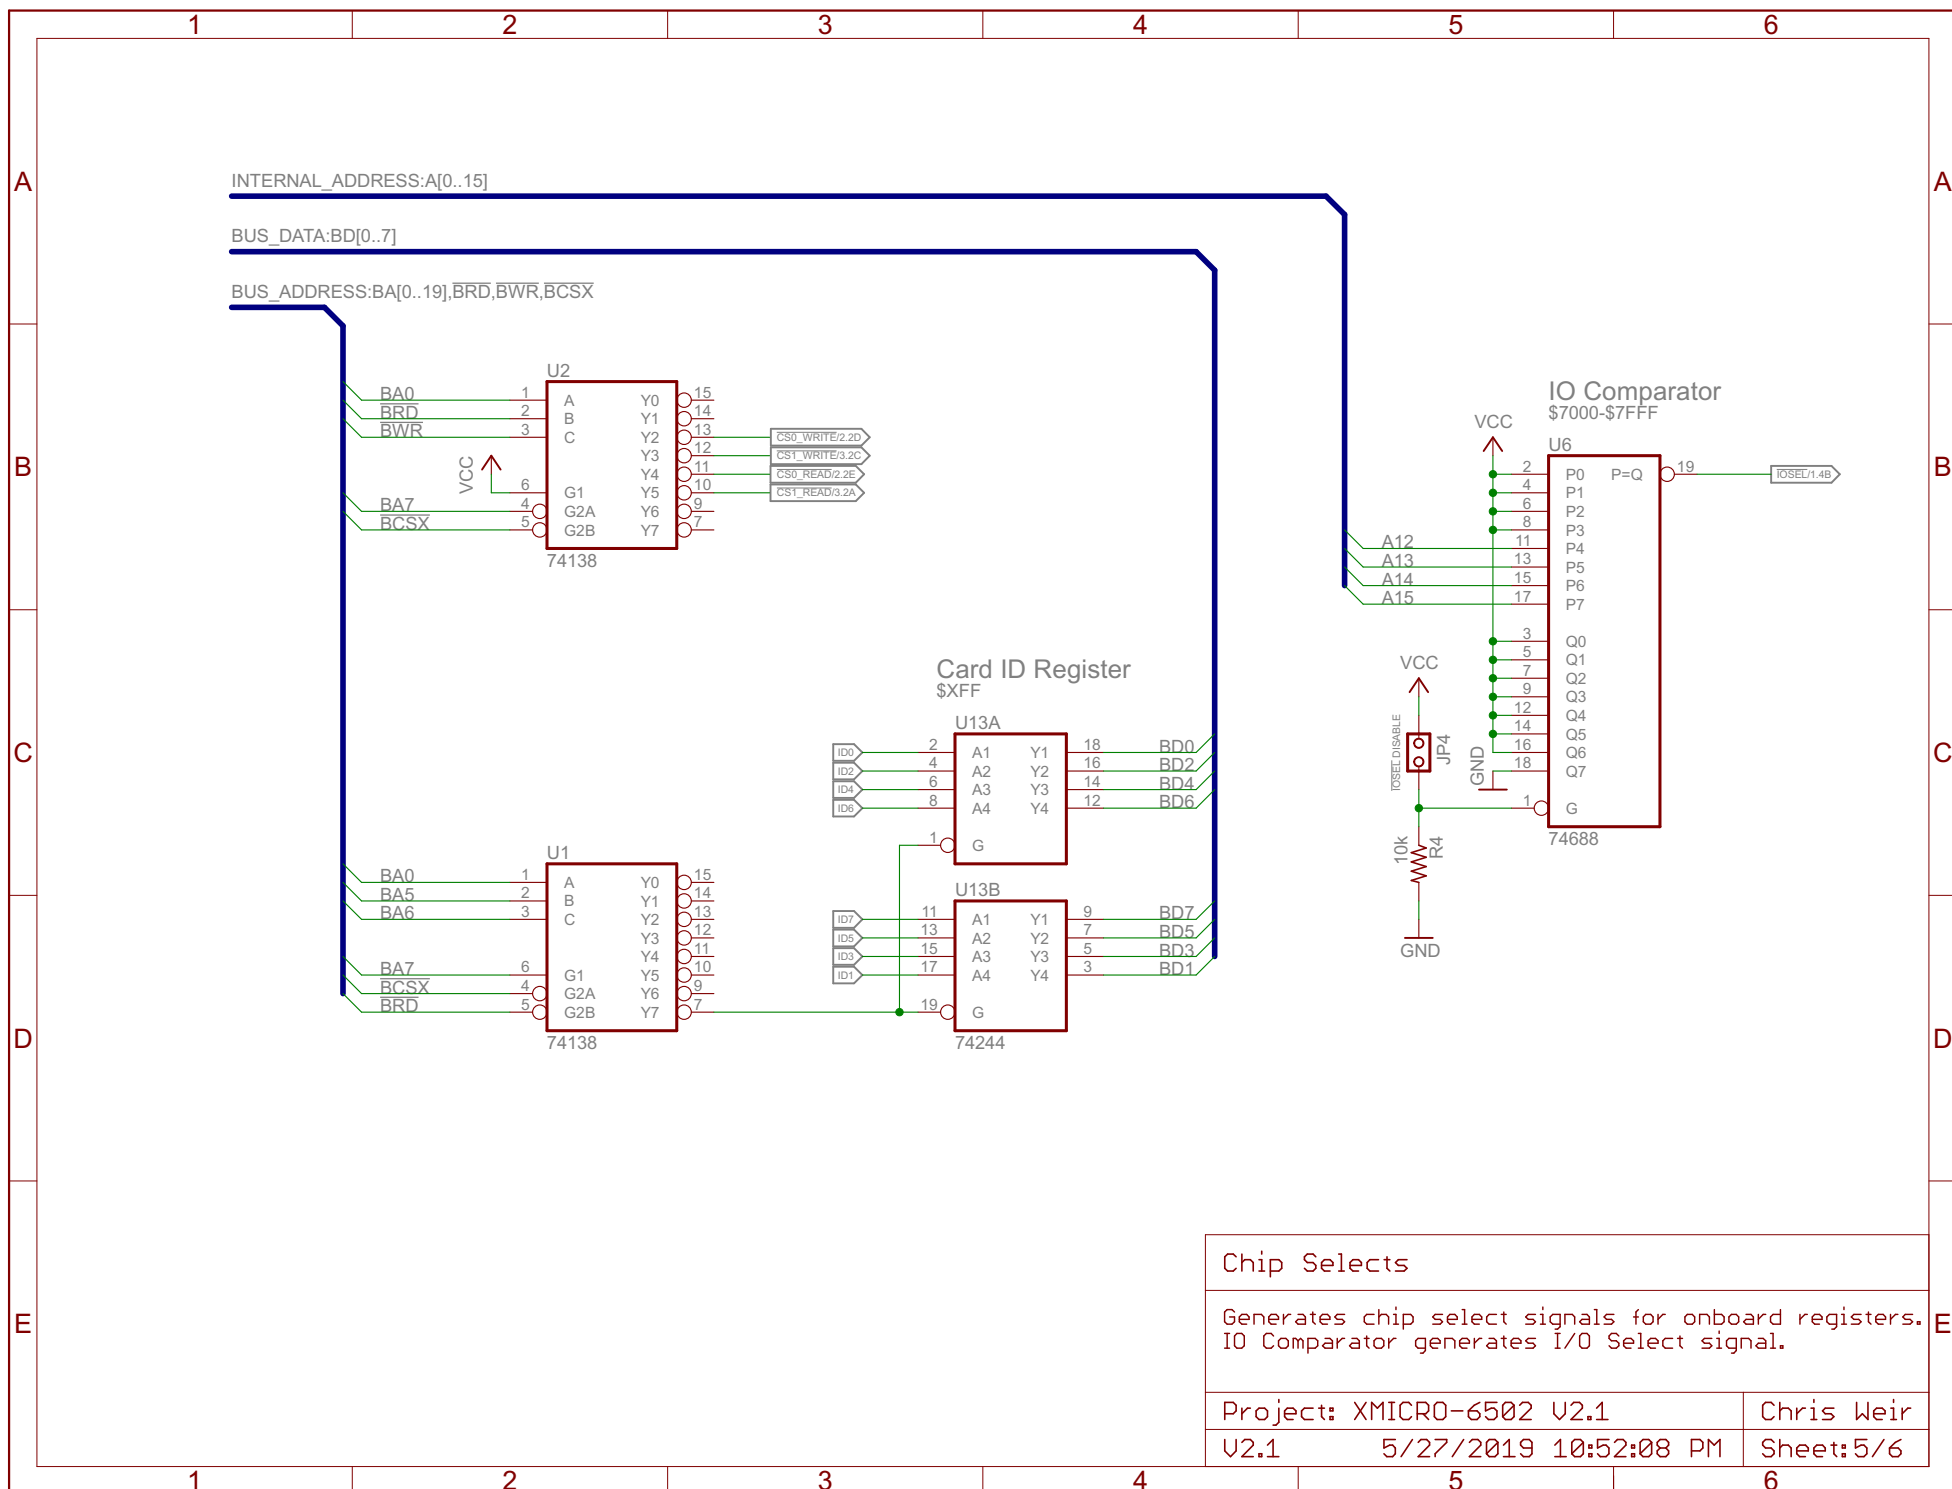 1 2 3 4 5 6
A A
INTERNAL_ADDRESS:A[0..15]
BUS_DATA:BD[0..7]
BUS_ADDRESS:BA[0..19],BRD,BWR,BCSX
B B
U2
BA0 1 A Y0 15
BRD 2 B Y1 14
BWR 3 C Y2 13 CS0_WRITE/2.2D
Y3 12 CS1_WRITE/3.2C
VCC Y4 11 CS0_READ/2.2E
6 G1 Y5 10 CS1_READ/3.2A
BA7 4 G2A Y6 9
BCSX 5 G2B Y7 7
74138
IO Comparator
$7000-$7FFF
VCC
U6
2 P0 P=Q 19 IOSEL/1.4B
4 P1
6 P2
8 P3
A12 11 P4
A13 13 P5
A14 15 P6
A15 17 P7
3 Q0
5 Q1
7 Q2
9 Q3
12 Q4
14 Q5
16 Q6
GND 18 Q7
1 G
74688
VCC
IOSEL DISABLE
JP4
10k
R4
GND
C C
Card ID Register
$XFF
U13A
ID0 2 A1 Y1 18 BD0
ID2 4 A2 Y2 16 BD2
ID4 6 A3 Y3 14 BD4
ID6 8 A4 Y4 12 BD6
1 G
U13B
ID7 11 A1 Y1 9 BD7
ID5 13 A2 Y2 7 BD5
ID3 15 A3 Y3 5 BD3
ID1 17 A4 Y4 3 BD1
19 G
74244
U1
BA0 1 A Y0 15
BA5 2 B Y1 14
BA6 3 C Y2 13
Y3 12
Y4 11
BA7 6 G1 Y5 10
BCSX 4 G2A Y6 9
BRD 5 G2B Y7 7
74138
D D
E E
Chip Selects
Generates chip select signals for onboard registers.
IO Comparator generates I/O Select signal.
Project: XMICRO-6502 V2.1 Chris Weir
V2.1 5/27/2019 10:52:08 PM Sheet:5/6
1 2 3 4 5 6